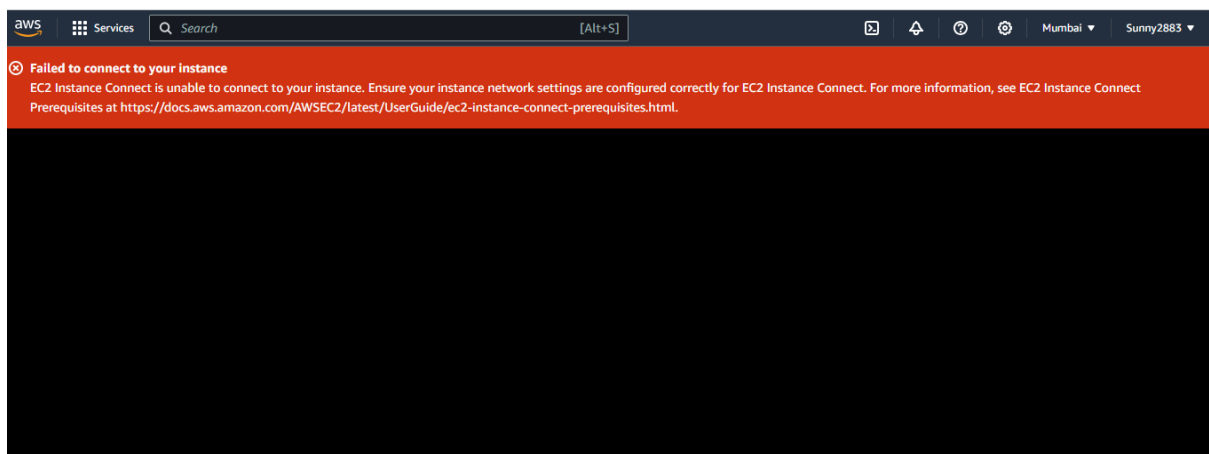 aws Services Search [Alt+S] Mumbai Sunny2883
Failed to connect to your instance
EC2 Instance Connect is unable to connect to your instance. Ensure your instance network settings are configured correctly for EC2 Instance Connect. For more information, see EC2 Instance Connect
Prerequisites at https://docs.aws.amazon.com/AWSEC2/latest/UserGuide/ec2-instance-connect-prerequisites.html.